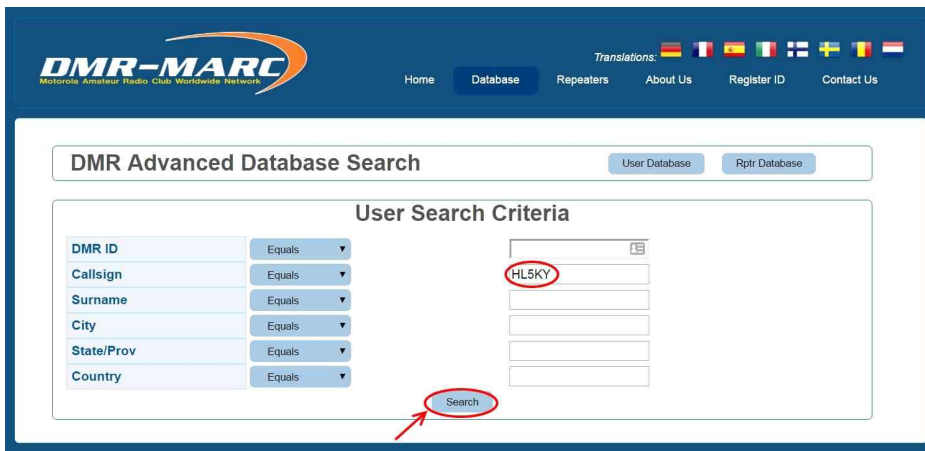 Translations:
DMR-MARC
Motorola Amateur Radio Club Worldwide Network
Home Database Repeaters About Us Register ID Contact Us
DMR Advanced Database Search User Database Rptr Database
User Search Criteria
DMR ID Equals
Callsign Equals HL5KY
Surname Equals
City Equals
State/Prov Equals
Country Equals
Search